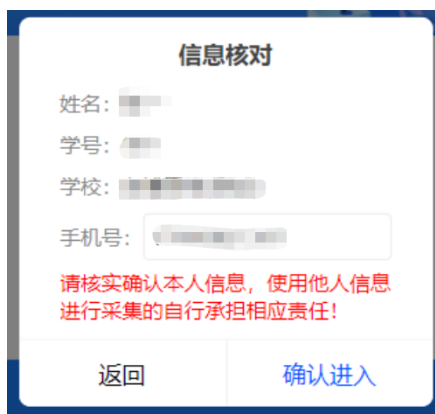 信息核对
姓名：
学号：
学校：
手机号：
请核实确认本人信息，使用他人信息
进行采集的自行承担相应责任！
返回
确认进入